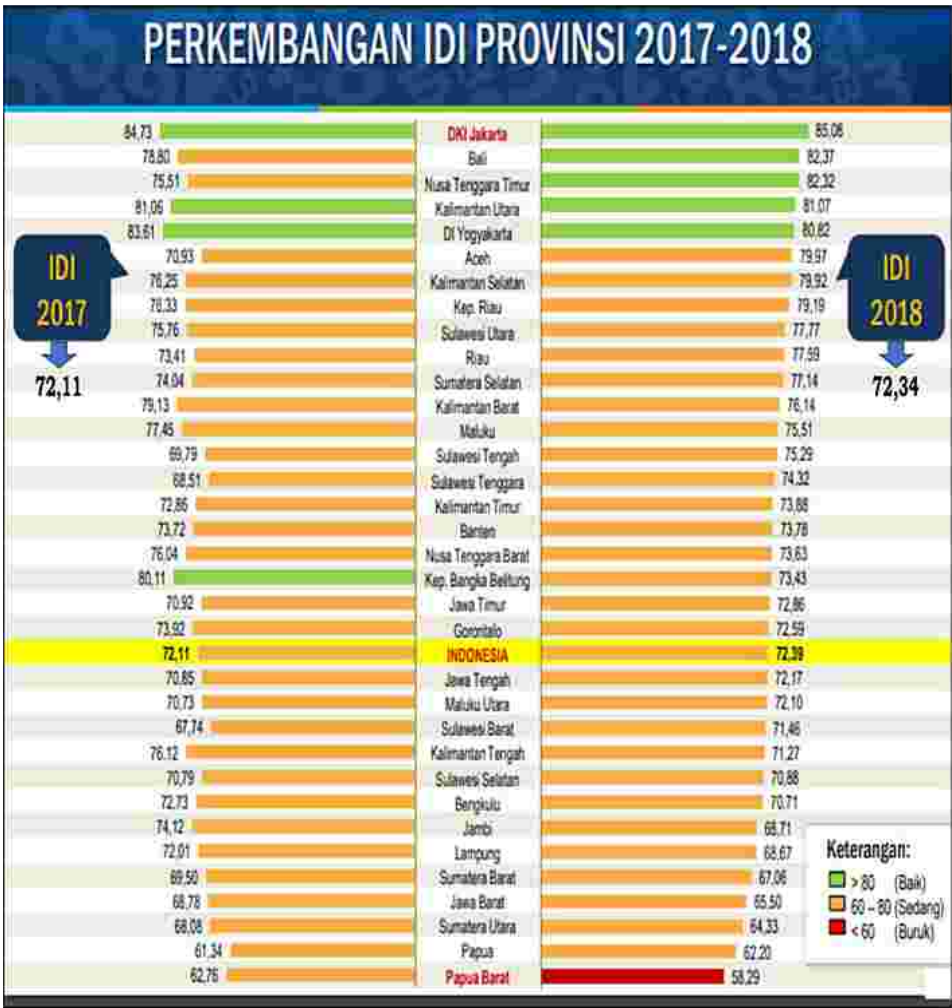 PERKEMBANGAN IDI PROVINSI 2017-2018
84,73 DKI Jakarta 85,08
78,80 Bali 82,37
75,51 Nusa Tenggara Timur 82,32
81,06 Kalimantan Utara 81,07
83,61 DI Yogyakarta 80,82
70,93 Aceh 79,97
76,25 Kalimantan Selatan 79,92
76,33 Kep. Riau 79,19
75,76 Sulawesi Utara 77,77
73,41 Riau 77,59
74,04 Sumatera Selatan 77,14
79,13 Kalimantan Barat 76,14
77,45 Maluku 75,51
69,79 Sulawesi Tengah 75,29
68,51 Sulawesi Tenggara 74,32
72,86 Kalimantan Timur 73,88
73,72 Banten 73,78
76,04 Nusa Tenggara Barat 73,63
80,11 Kep. Bangka Belitung 73,43
70,92 Jawa Timur 72,86
73,92 Gorontalo 72,59
72,11 INDONESIA 72,39
70,85 Jawa Tengah 72,17
70,73 Maluku Utara 72,10
67,74 Sulawesi Barat 71,46
76,12 Kalimantan Tengah 71,27
70,79 Sulawesi Selatan 70,88
72,73 Bengkulu 70,71
74,12 Jambi 68,71
72,01 Lampung 68,67
69,50 Sumatera Barat 67,06
68,78 Jawa Barat 65,50
68,08 Sumatera Utara 64,33
61,34 Papua 62,20
62,76 Papua Barat 58,29
IDI
2017
72,11
IDI
2018
72,34
Keterangan:
> 80 (Baik)
60 – 80 (Sedang)
< 60 (Buruk)